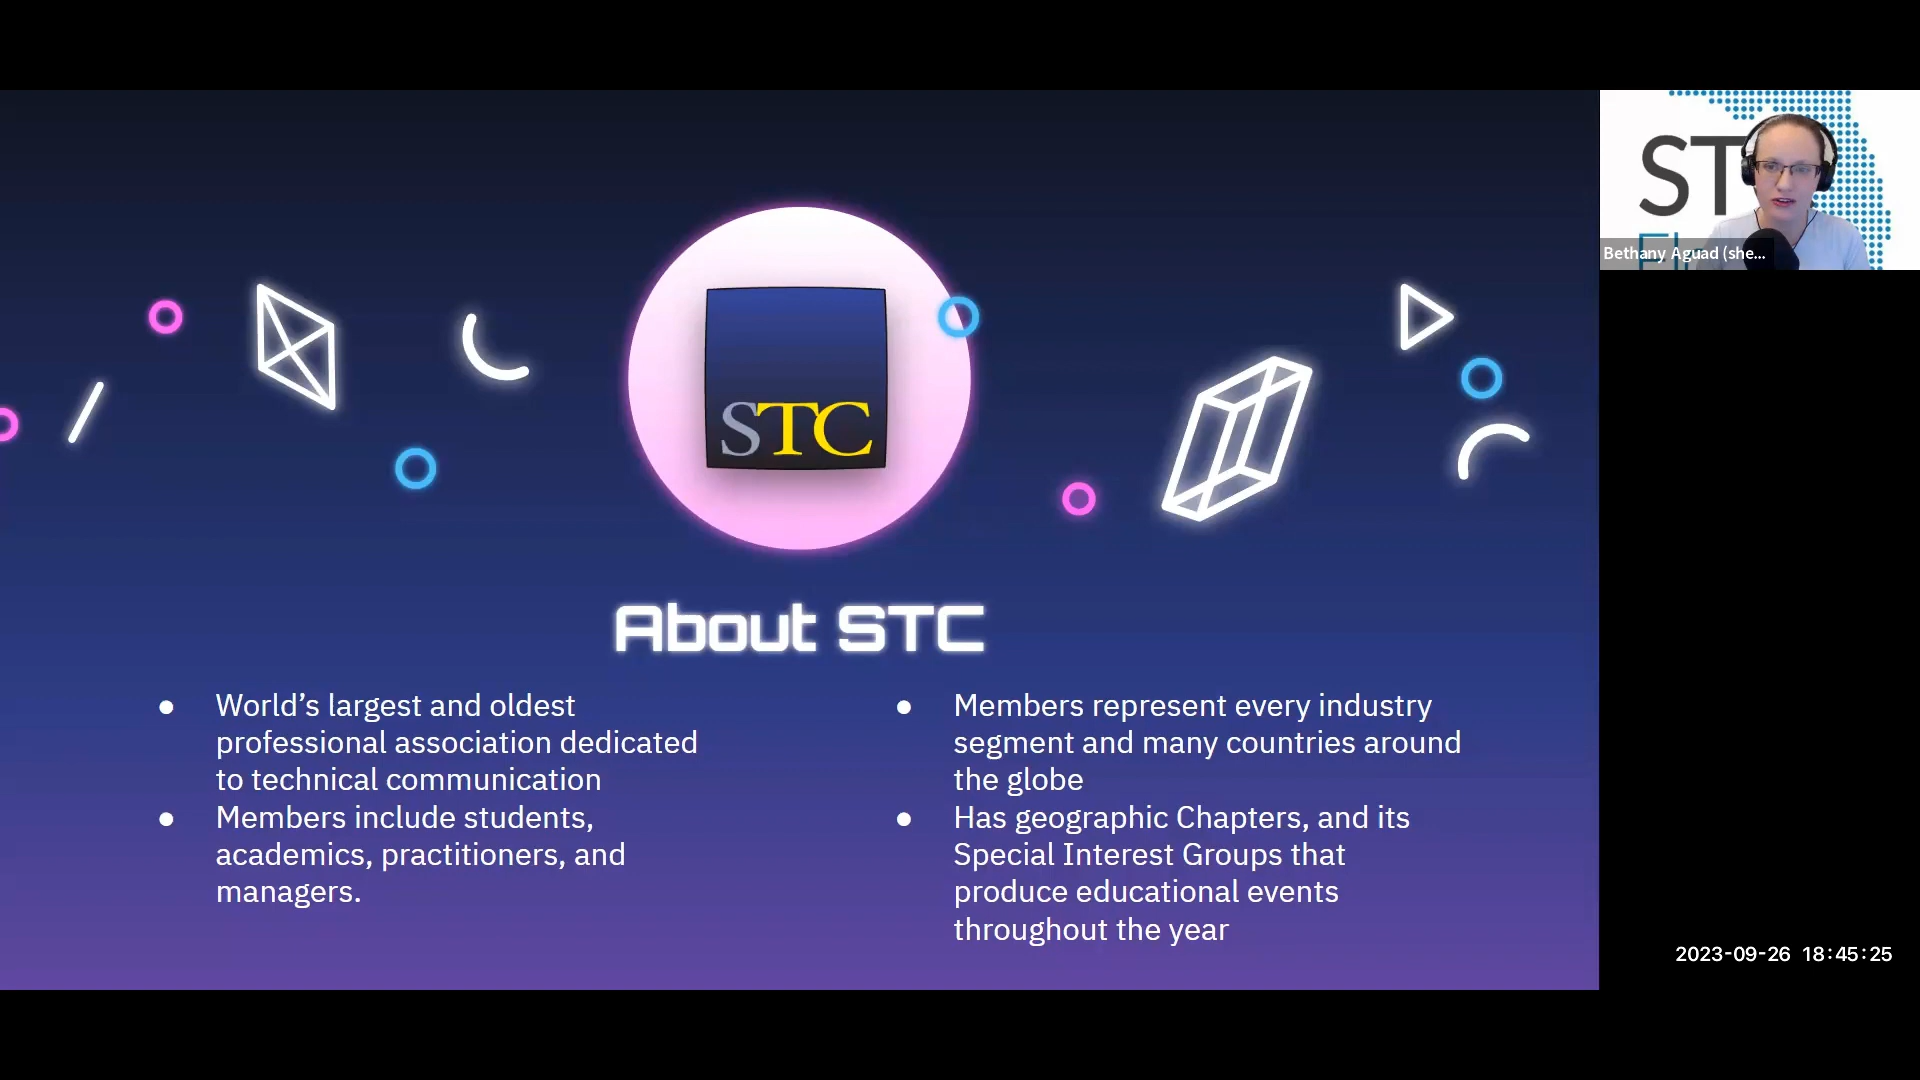 STC
About STC
World’s largest and oldest
professional association dedicated
to technical communication
Members include students,
academics, practitioners, and
managers.
Members represent every industry
segment and many countries around
the globe
Has geographic Chapters, and its
Special Interest Groups that
produce educational events
throughout the year
ST
Bethany Aguad (she...
2023-09-26 18:45:25